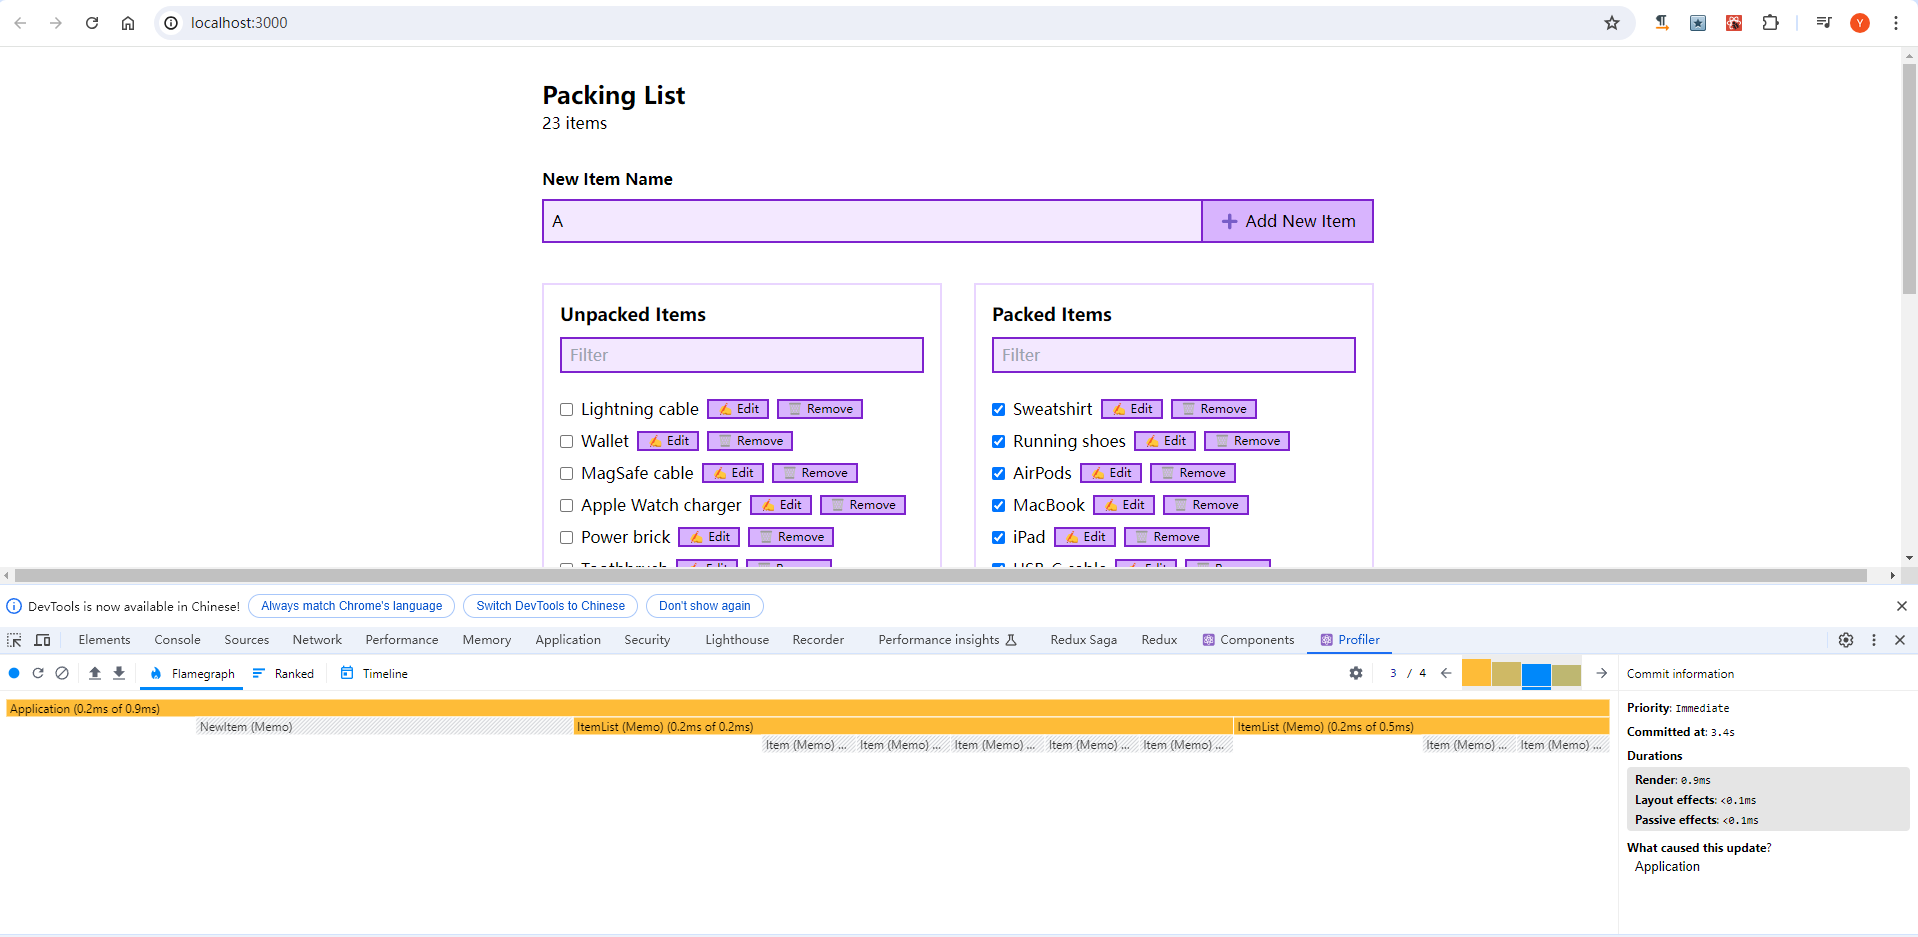 localhost:3000
Y
Packing List
23 items
New Item Name
A
Add New Item
Unpacked Items
Filter
Lightning cable Edit Remove
Wallet Edit Remove
MagSafe cable Edit Remove
Apple Watch charger Edit Remove
Power brick Edit Remove
Toothbrush Edit Remove
Packed Items
Filter
Sweatshirt Edit Remove
Running shoes Edit Remove
AirPods Edit Remove
MacBook Edit Remove
iPad Edit Remove
USB-C cable Edit Remove
DevTools is now available in Chinese! Always match Chrome's language Switch DevTools to Chinese Don't show again
Elements Console Sources Network Performance Memory Application Security Lighthouse Recorder Performance insights Redux Saga Redux Components Profiler
Flamegraph Ranked Timeline 3 / 4
Application (0.2ms of 0.9ms)
NewItem (Memo) ItemList (Memo) (0.2ms of 0.2ms) ItemList (Memo) (0.2ms of 0.5ms)
Item (Memo) ... Item (Memo) ... Item (Memo) ... Item (Memo) ... Item (Memo) ... Item (Memo) ... Item (Memo) ...
Commit information
Priority: Immediate
Committed at: 3.4s
Durations
Render: 0.9ms
Layout effects: <0.1ms
Passive effects: <0.1ms
What caused this update?
Application